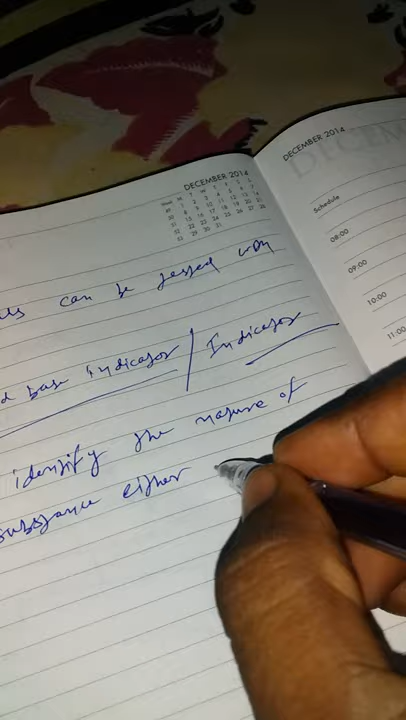 DECEMBER 2014
DECEMBER 2014
Schedule
08:00
09:00
10:00
11:00
can be tested with
base indicator / Indicator
identify the nature of
substance either